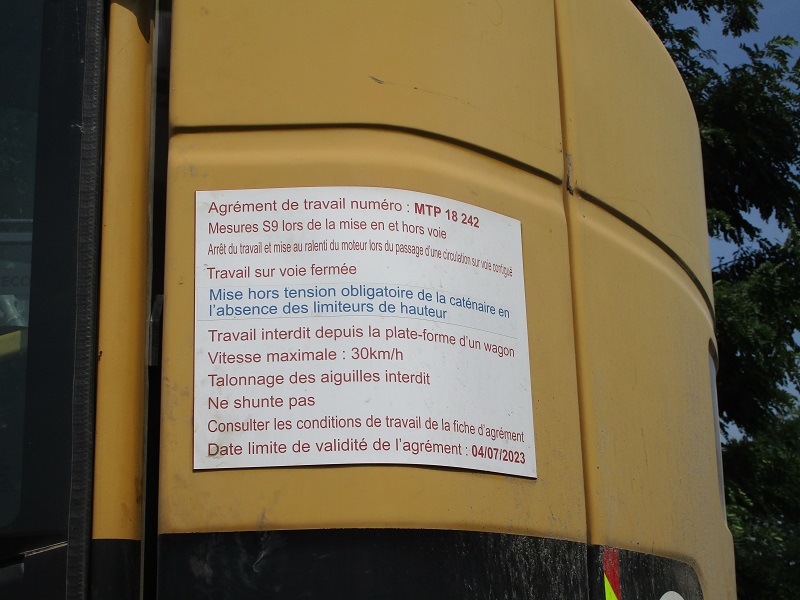 Agrément de travail numéro : MTP 18 242
Mesures S9 lors de la mise en et hors voie
Arrêt du travail et mise au ralenti du moteur lors du passage d'une circulation sur voie contiguë
Travail sur voie fermée
Mise hors tension obligatoire de la caténaire en
l'absence des limiteurs de hauteur
Travail interdit depuis la plate-forme d'un wagon
Vitesse maximale : 30km/h
Talonnage des aiguilles interdit
Ne shunte pas
Consulter les conditions de travail de la fiche d'agrément
Date limite de validité de l'agrément : 04/07/2023